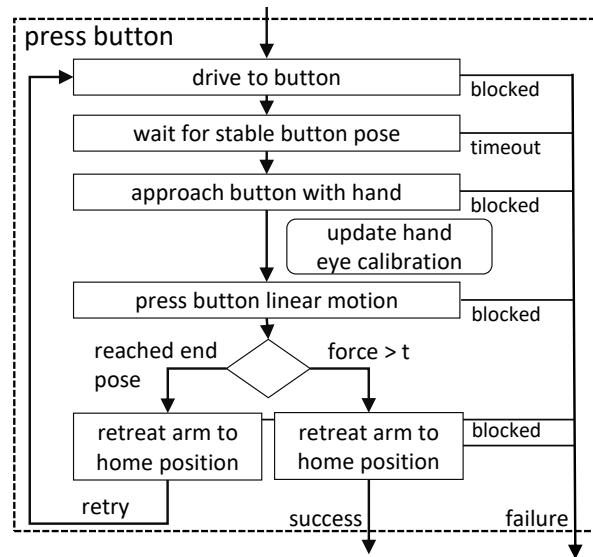 press button
drive to button
blocked
wait for stable button pose
timeout
approach button with hand
blocked
update hand
eye calibration
press button linear motion
blocked
reached end
pose
force > t
retreat arm to
home position
retreat arm to
home position
blocked
retry
success
failure